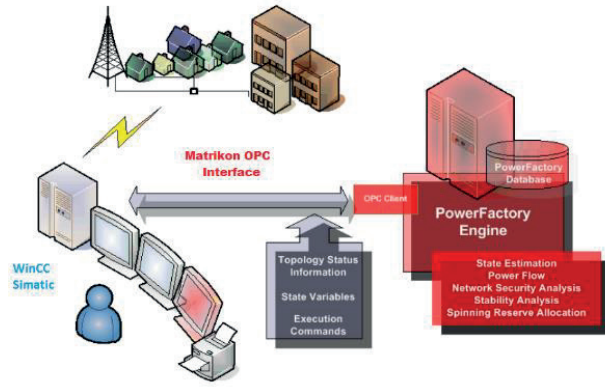 Matrikon OPC
Interface
PowerFactory
Database
OPC Client
PowerFactory
Engine
WinCC
Simatic
Topology Status
Information
State Variables
Execution
Commands
State Estimation
Power Flow
Network Security Analysis
Stability Analysis
Spinning Reserve Allocation